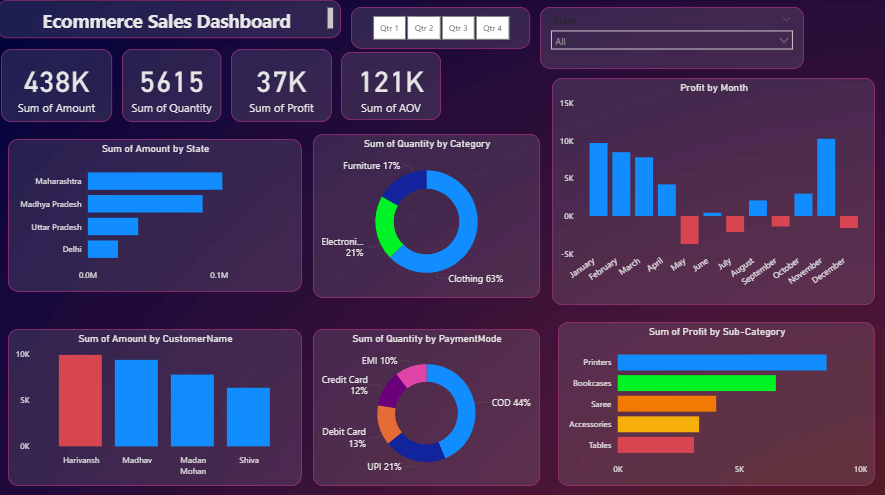 Ecommerce Sales Dashboard
Qtr 1
Qtr 2
Qtr 3
Qtr 4
State
All
438K
Sum of Amount
5615
Sum of Quantity
37K
Sum of Profit
121K
Sum of AOV
Profit by Month
15K
10K
5K
0K
-5K
January
February
March
April
May
June
July
August
September
October
November
December
Sum of Amount by State
Maharashtra
Madhya Pradesh
Uttar Pradesh
Delhi
0.0M
0.1M
Sum of Quantity by Category
Furniture 17%
Electroni...
21%
Clothing 63%
Sum of Amount by CustomerName
10K
5K
0K
Harivansh
Madhav
Madan
Mohan
Shiva
Sum of Quantity by PaymentMode
EMI 10%
Credit Card
12%
COD 44%
Debit Card
13%
UPI 21%
Sum of Profit by Sub-Category
Printers
Bookcases
Saree
Accessories
Tables
0K
5K
10K